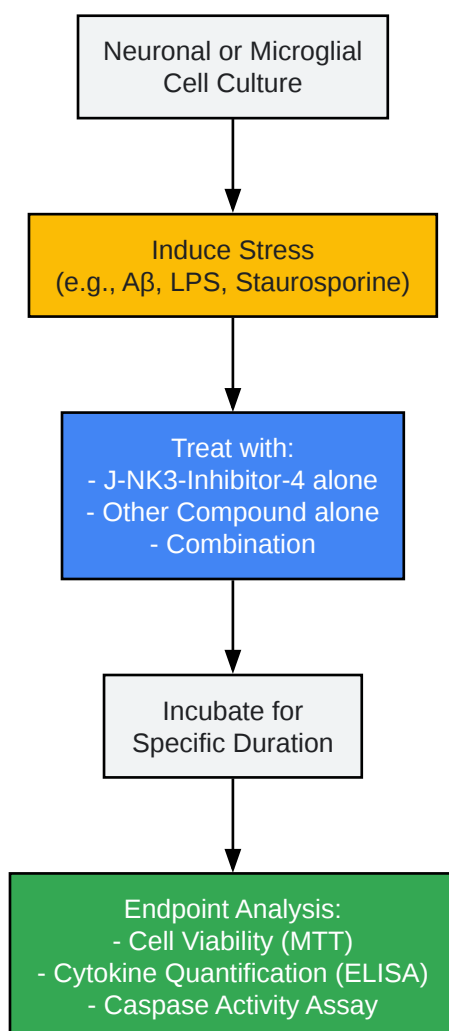 Neuronal or Microglial
Cell Culture
Induce Stress
(e.g., Aβ, LPS, Staurosporine)
Treat with:
- J-NK3-Inhibitor-4 alone
- Other Compound alone
- Combination
Incubate for
Specific Duration
Endpoint Analysis:
- Cell Viability (MTT)
- Cytokine Quantification (ELISA)
- Caspase Activity Assay